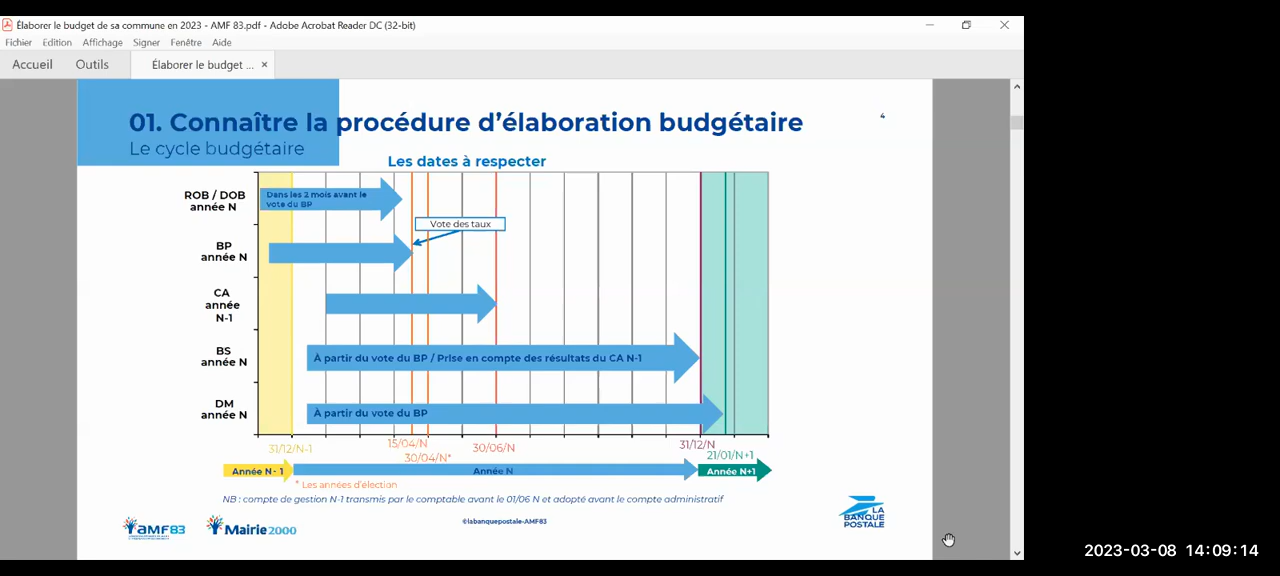 Élaborer le budget de sa commune en 2023 - AMF 83.pdf - Adobe Acrobat Reader DC (32-bit)
Fichier Edition Affichage Signer Fenêtre Aide
Accueil Outils Élaborer le budget ... ×
01. Connaître la procédure d'élaboration budgétaire
4
Le cycle budgétaire
Les dates à respecter
ROB / DOB
année N
Dans les 2 mois avant le
vote du BP
Vote des taux
BP
année N
CA
année
N-1
BS
année N
À partir du vote du BP / Prise en compte des résultats du CA N-1
DM
année N
À partir du vote du BP
31/12/N-1
15/04/N
30/04/N*
30/06/N
31/12/N
21/01/N+1
Année N- 1
Année N
Année N+1
* Les années d'élection
NB : compte de gestion N-1 transmis par le comptable avant le 01/06 N et adopté avant le compte administratif
AMF83
Mairie2000
©labanquepostale-AMF83
LA
BANQUE
POSTALE
2023-03-08 14:09:14